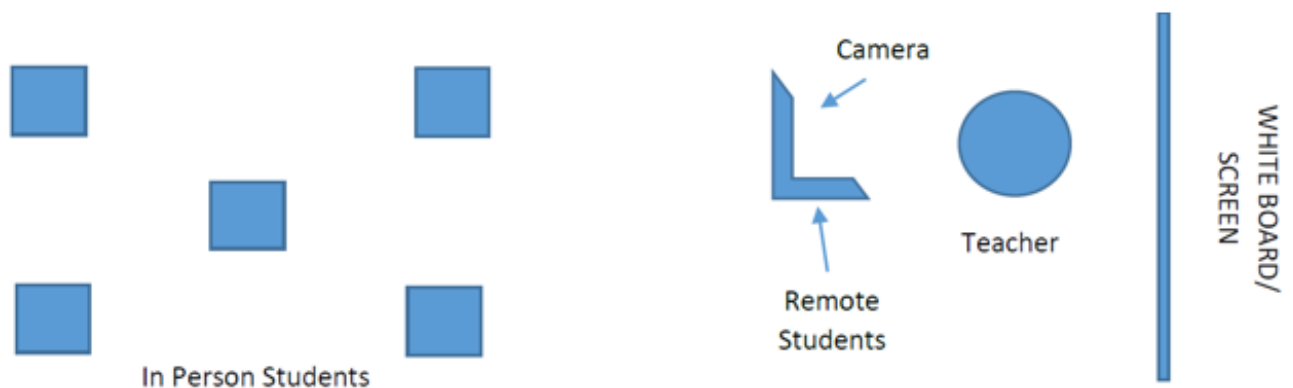 Camera
WHITE BOARD/
SCREEN
Teacher
Remote
Students
In Person Students